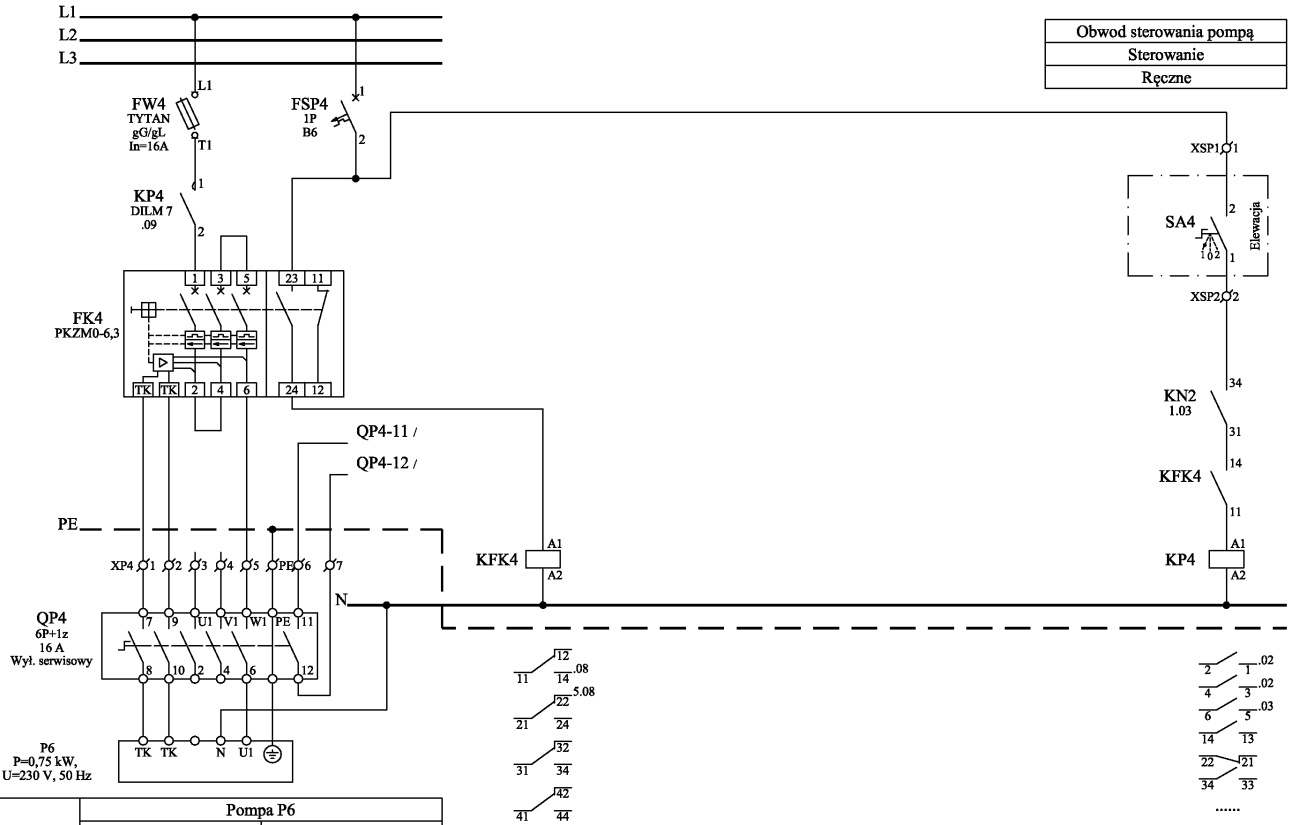 L1
L2
L3
Obwod sterowania pompą
Sterowanie
Ręczne
L1
FW4
TYTAN
gG/gL
In=16A
T1
FSP4
1P
B6
1
2
XSP1 1
KP4
DILM 7
.09
1
2
SA4
2
1
1 0 2
Elewacja
XSP2 2
1 3 5 23 11
FK4
PKZM0-6,3
TK TK 2 4 6 24 12
KN2
1.03
34
31
QP4-11 /
QP4-12 /
KFK4
14
11
PE
XP4 1 2 3 4 5 PE 6 7
KFK4
A1
A2
KP4
A1
A2
N
QP4
6P+1z
16 A
Wył. serwisowy
7 9 U1 V1 W1 PE 11
8 10 2 4 6 12
P6
P=0,75 kW,
U=230 V, 50 Hz
TK TK N U1
12
11 14 .08
22 5.08
21 24
32
31 34
42
41 44
2 1 .02
4 3 .02
6 5 .03
14 13
22 21
34 33
......
Pompa P6